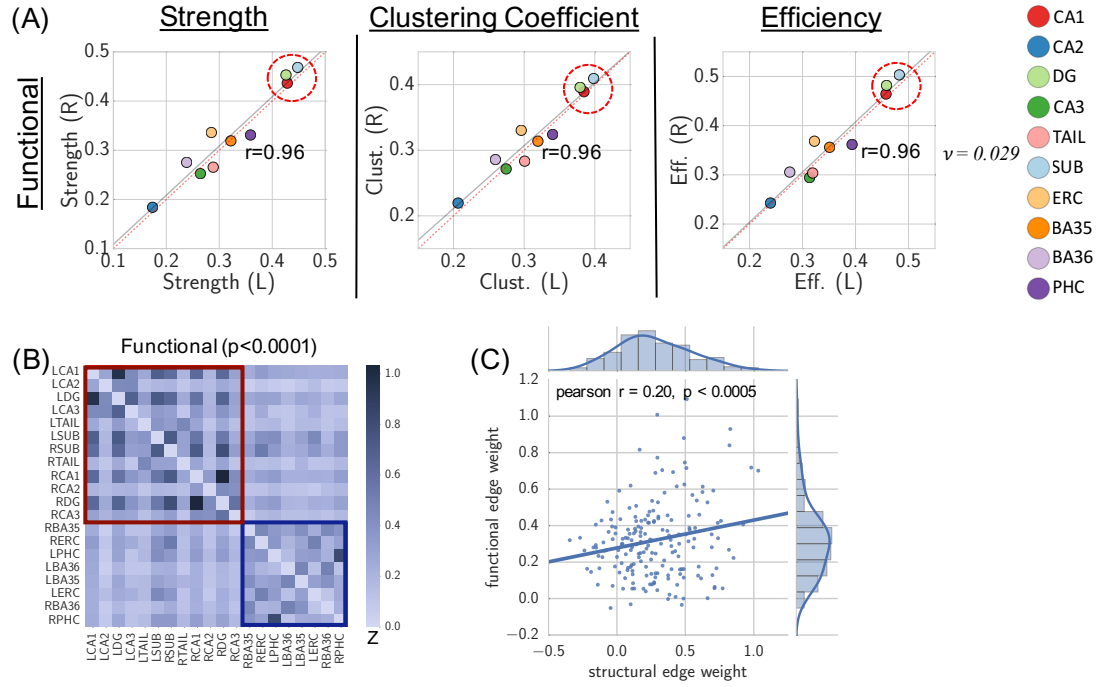 (A)
Strength
Clustering Coefficient
Efficiency
Functional
Strength (R)
0.5
0.4
0.3
0.2
0.1
r=0.96
0.1 0.2 0.3 0.4 0.5
Strength (L)
Clust. (R)
0.4
0.3
0.2
r=0.96
0.2 0.3 0.4
Clust. (L)
Eff. (R)
0.5
0.4
0.3
0.2
r=0.96
0.2 0.3 0.4 0.5
Eff. (L)
ν = 0.029
CA1
CA2
DG
CA3
TAIL
SUB
ERC
BA35
BA36
PHC
(B)
Functional (p<0.0001)
LCA1
LCA2
LDG
LCA3
LTAIL
LSUB
RSUB
RTAIL
RCA1
RCA2
RDG
RCA3
RBA35
RERC
LPHC
LBA36
LBA35
LERC
RBA36
RPHC
LCA1 LCA2 LDG LCA3 LTAIL LSUB RSUB RTAIL RCA1 RCA2 RDG RCA3 RBA35 RERC LPHC LBA36 LBA35 LERC RBA36 RPHC
1.0
0.8
0.6
0.4
0.2
0.0
Z
(C)
pearson r = 0.20, p < 0.0005
functional edge weight
1.2
1.0
0.8
0.6
0.4
0.2
0.0
−0.2
−0.5 0.0 0.5 1.0
structural edge weight